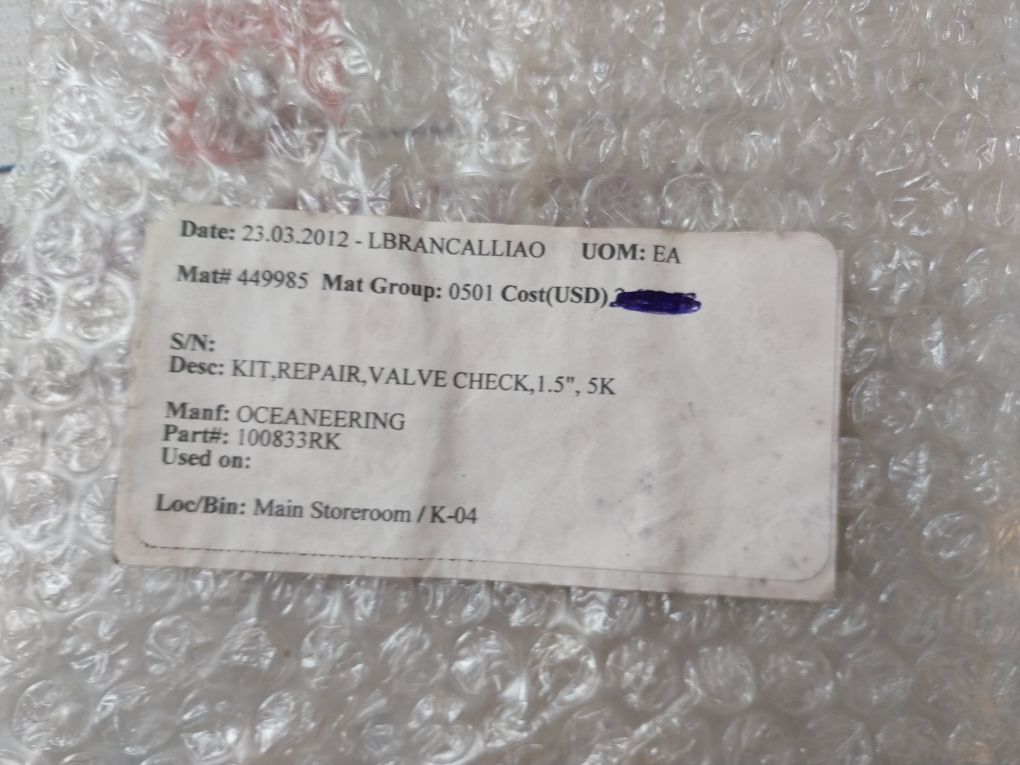 Date: 23.03.2012 - LBRANCALLIAO UOM: EA
Mat# 449985 Mat Group: 0501 Cost(USD)
S/N:
Desc: KIT,REPAIR,VALVE CHECK,1.5", 5K
Manf: OCEANEERING
Part#: 100833RK
Used on:
Loc/Bin: Main Storeroom / K-04